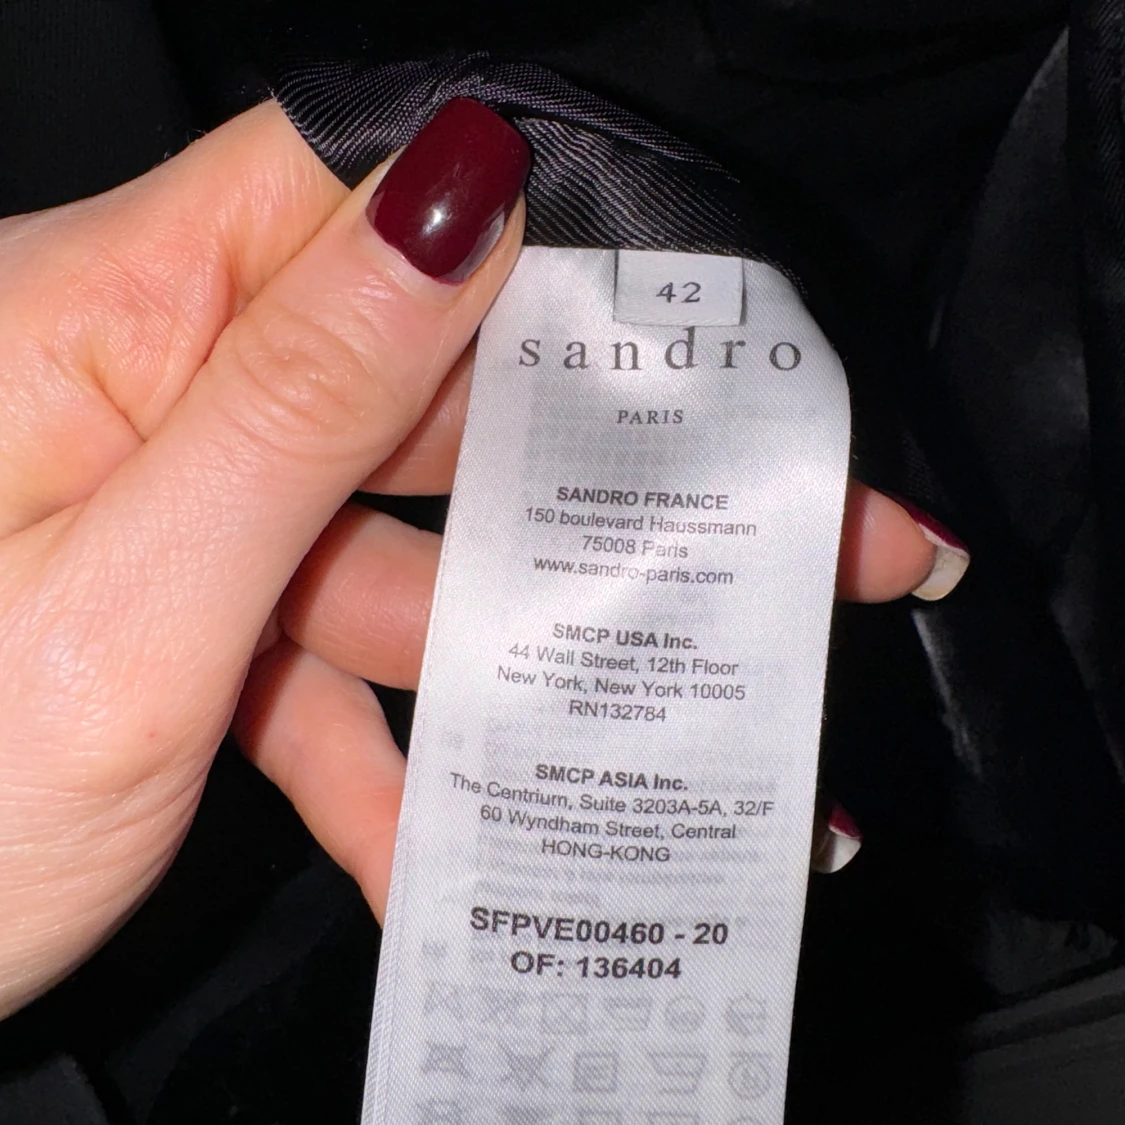 42
sandro
PARIS
SANDRO FRANCE
150 boulevard Haussmann
75008 Paris
www.sandro-paris.com
SMCP USA Inc.
44 Wall Street, 12th Floor
New York, New York 10005
RN132784
SMCP ASIA Inc.
The Centrium, Suite 3203A-5A, 32/F
60 Wyndham Street, Central
HONG-KONG
SFPVE00460 - 20
OF: 136404